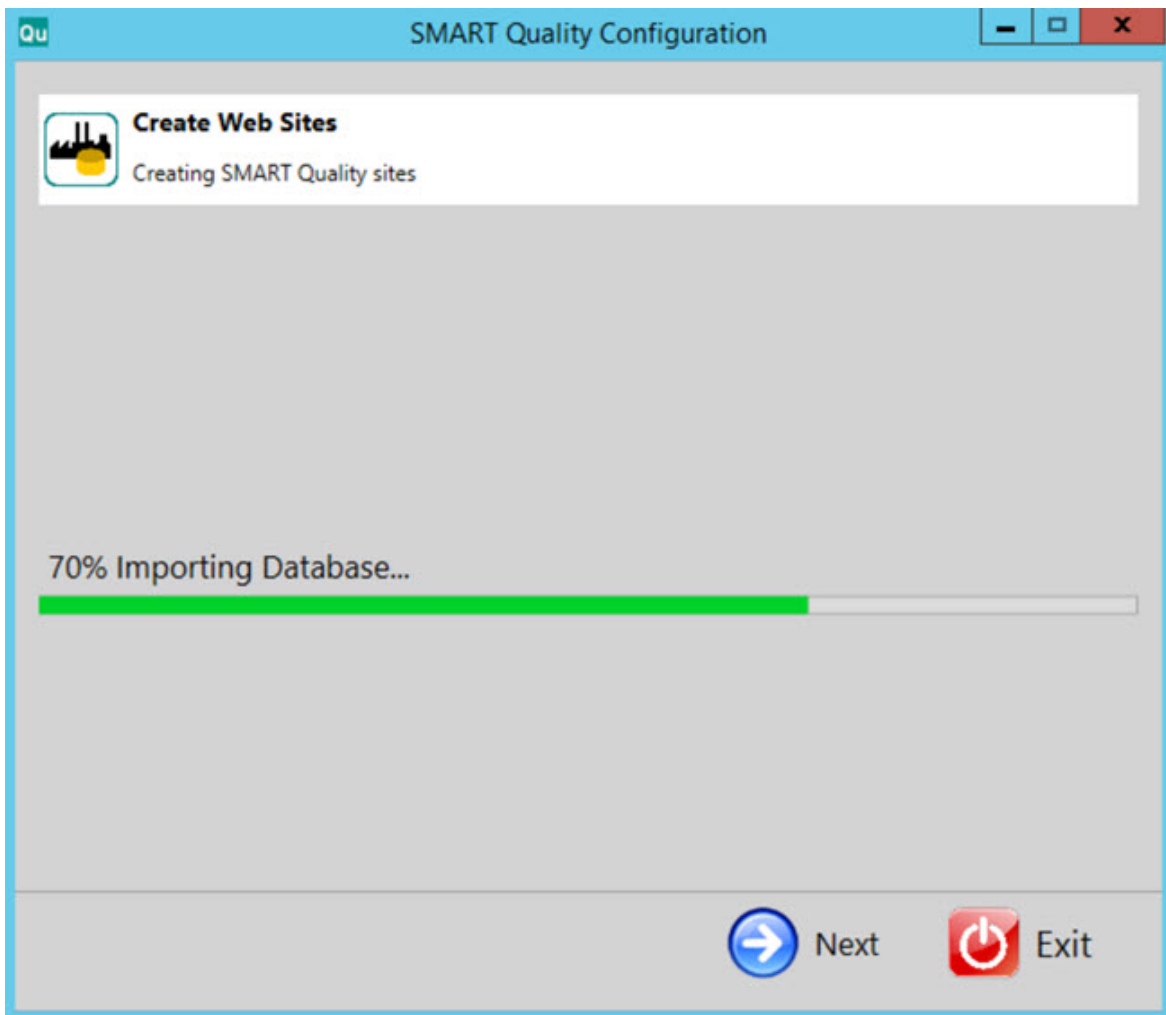 Qu
SMART Quality Configuration
Create Web Sites
Creating SMART Quality sites
70% Importing Database...
Next
Exit